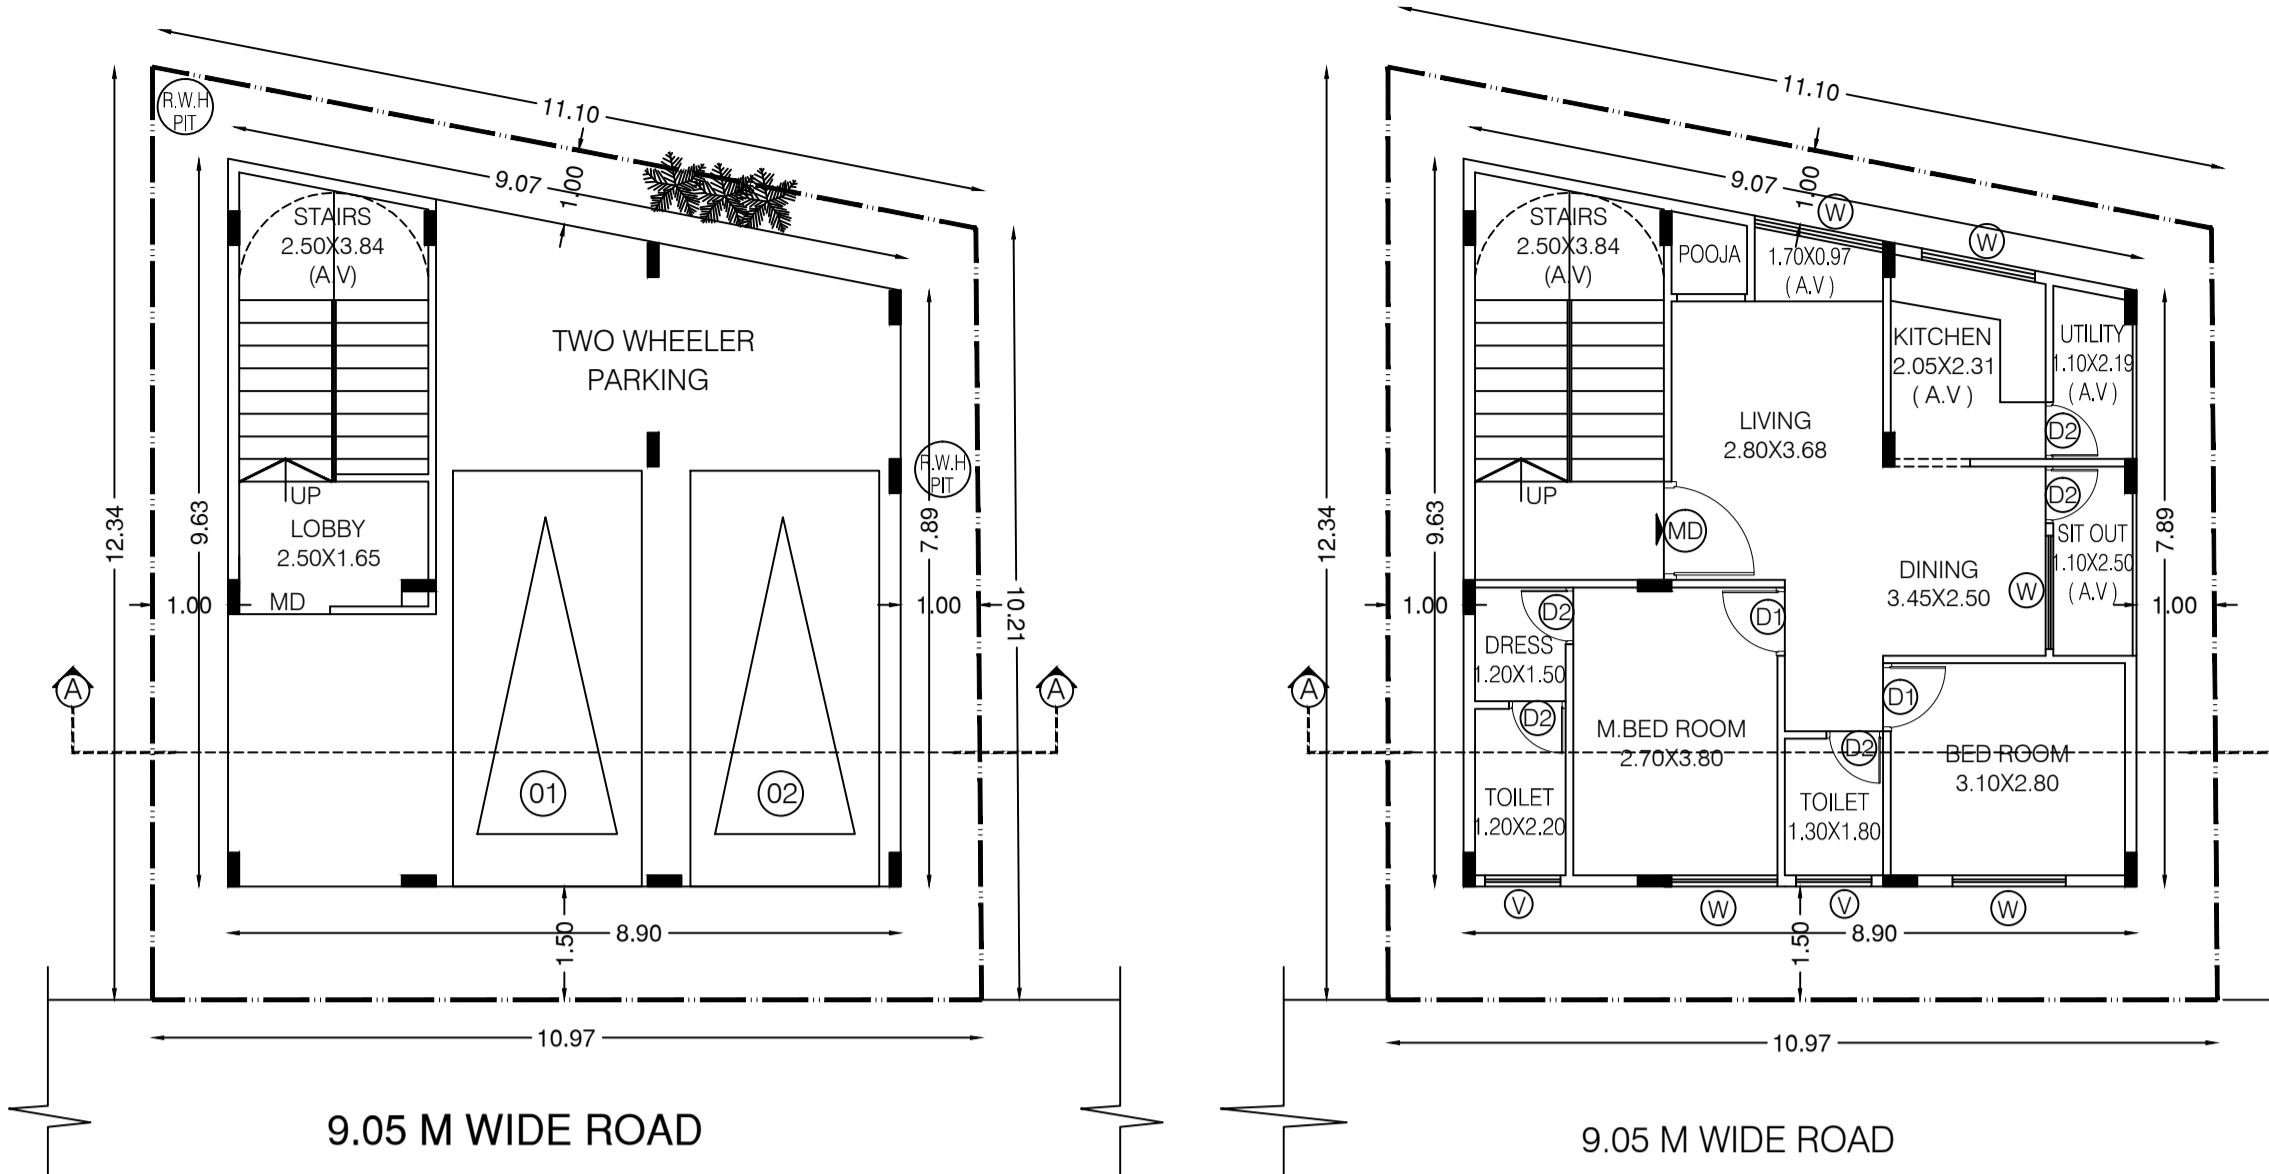 11.10
R.W.H
PIT
9.07
1.00
STAIRS
2.50X3.84
(A.V)
TWO WHEELER
PARKING
R.W.H
PIT
UP
LOBBY
2.50X1.65
MD
12.34
9.63
7.89
10.21
1.00
1.00
A
A
01
02
1.50
8.90
10.97
9.05 M WIDE ROAD
11.10
9.07
1.00
W
W
STAIRS
2.50X3.84
(A.V)
POOJA
1.70X0.97
( A.V )
KITCHEN
2.05X2.31
( A.V )
UTILITY
1.10X2.19
( A.V )
LIVING
2.80X3.68
D2
D2
UP
MD
SIT OUT
1.10X2.50
( A.V )
DINING
3.45X2.50
W
12.34
9.63
7.89
1.00
1.00
D2
D1
DRESS
1.20X1.50
A
D1
D2
M.BED ROOM
2.70X3.80
D2
BED ROOM
3.10X2.80
TOILET
1.20X2.20
TOILET
1.30X1.80
V
W
V
W
1.50
8.90
10.97
9.05 M WIDE ROAD